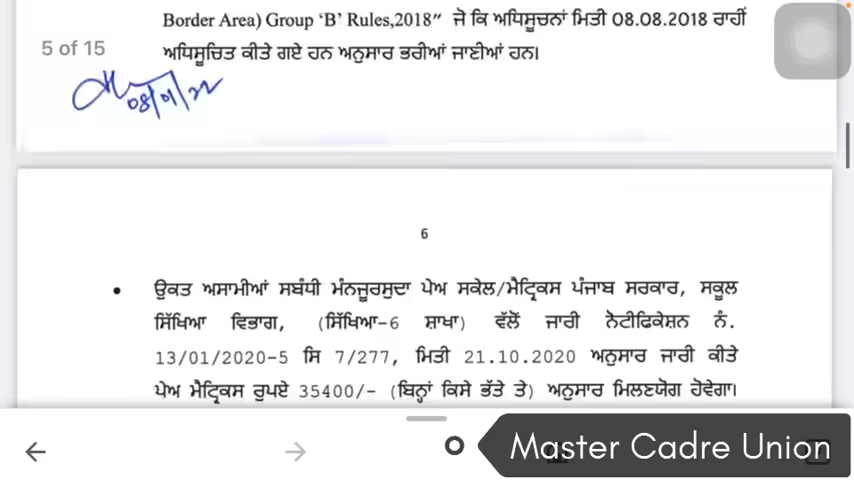 Border Area) Group ‘B’ Rules,2018” ਜੋ ਕਿ ਅਧਿਸੂਚਨਾਂ ਮਿਤੀ 08.08.2018 ਰਾਹੀਂ
5 of 15
ਅਧਿਸੂਚਿਤ ਕੀਤੇ ਗਏ ਹਨ ਅਨੁਸਾਰ ਭਰੀਆਂ ਜਾਣੀਆਂ ਹਨ।
6
• ਉਕਤ ਅਸਾਮੀਆਂ ਸਬੰਧੀ ਮੰਨਜੂਰਸੁਦਾ ਪੇਅ ਸਕੇਲ/ਮੈਟ੍ਰਿਕਸ ਪੰਜਾਬ ਸਰਕਾਰ, ਸਕੂਲ
ਸਿੱਖਿਆ ਵਿਭਾਗ, (ਸਿੱਖਿਆ-6 ਸ਼ਾਖਾ) ਵੱਲੋਂ ਜਾਰੀ ਨੋਟੀਫਿਕੇਸ਼ਨ ਨੰ.
13/01/2020-5 ਸਿ 7/277, ਮਿਤੀ 21.10.2020 ਅਨੁਸਾਰ ਜਾਰੀ ਕੀਤੇ
ਪੇਅ ਮੈਟ੍ਰਿਕਸ ਰੁਪਏ 35400/- (ਬਿਨ੍ਹਾਂ ਕਿਸੇ ਭੱਤੇ ਤੇ) ਅਨੁਸਾਰ ਮਿਲਣਯੋਗ ਹੋਵੇਗਾ।
Master Cadre Union